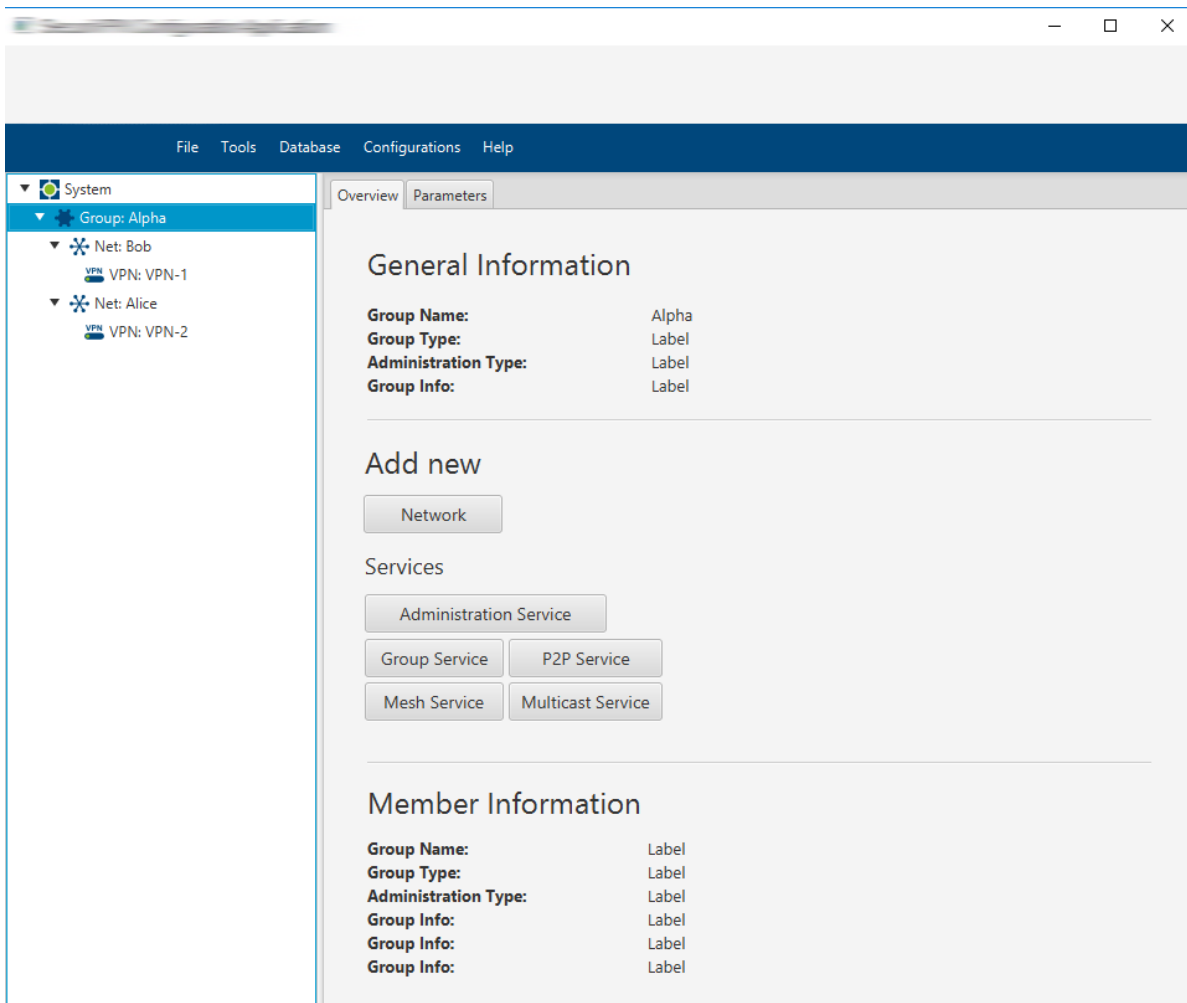 File Tools Database Configurations Help
System
Group: Alpha
Net: Bob
VPN VPN: VPN-1
Net: Alice
VPN VPN: VPN-2
Overview Parameters
General Information
Group Name: Alpha
Group Type: Label
Administration Type: Label
Group Info: Label
Add new
Network
Services
Administration Service
Group Service P2P Service
Mesh Service Multicast Service
Member Information
Group Name: Label
Group Type: Label
Administration Type: Label
Group Info: Label
Group Info: Label
Group Info: Label